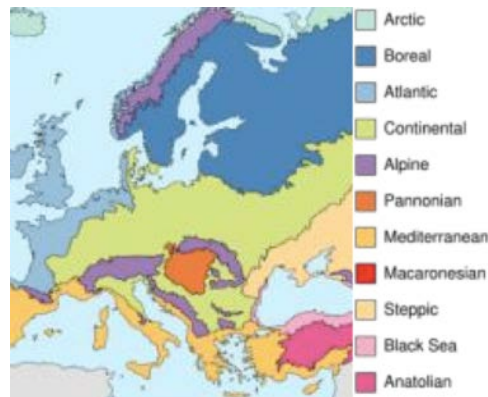 Arctic
Boreal
Atlantic
Continental
Alpine
Pannonian
Mediterranean
Macaronesian
Steppic
Black Sea
Anatolian